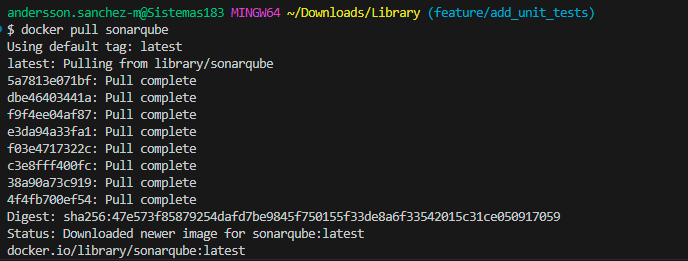 andersson.sanchez-m@Sistemas183 MINGW64 ~/Downloads/Library (feature/add_unit_tests)
$ docker pull sonarqube
Using default tag: latest
latest: Pulling from library/sonarqube
5a7813e071bf: Pull complete
dbe46403441a: Pull complete
f9f4ee04af87: Pull complete
e3da94a33fa1: Pull complete
f03e4717322c: Pull complete
c3e8fff400fc: Pull complete
38a90a73c919: Pull complete
4f4fb700ef54: Pull complete
Digest: sha256:47e573f85879254dafd7be9845f750155f33de8a6f33542015c31ce050917059
Status: Downloaded newer image for sonarqube:latest
docker.io/library/sonarqube:latest